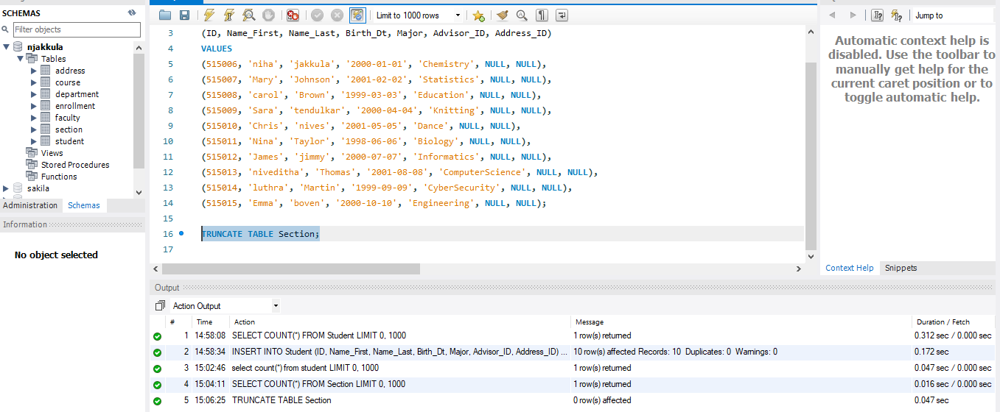 SCHEMAS
Filter objects
njakkula
Tables
address
course
department
enrollment
faculty
section
student
Views
Stored Procedures
Functions
sakila
Administration Schemas
Information
No object selected
Limit to 1000 rows
3 (ID, Name_First, Name_Last, Birth_Dt, Major, Advisor_ID, Address_ID)
4 VALUES
5 (515006, 'niha', 'jakkula', '2000-01-01', 'Chemistry', NULL, NULL),
6 (515007, 'Mary', 'Johnson', '2001-02-02', 'Statistics', NULL, NULL),
7 (515008, 'carol', 'Brown', '1999-03-03', 'Education', NULL, NULL),
8 (515009, 'Sara', 'tendulkar', '2000-04-04', 'Knitting', NULL, NULL),
9 (515010, 'Chris', 'nives', '2001-05-05', 'Dance', NULL, NULL),
10 (515011, 'Nina', 'Taylor', '1998-06-06', 'Biology', NULL, NULL),
11 (515012, 'James', 'jimmy', '2000-07-07', 'Informatics', NULL, NULL),
12 (515013, 'niveditha', 'Thomas', '2001-08-08', 'ComputerScience', NULL, NULL),
13 (515014, 'luthra', 'Martin', '1999-09-09', 'CyberSecurity', NULL, NULL),
14 (515015, 'Emma', 'boven', '2000-10-10', 'Engineering', NULL, NULL);
15
16 TRUNCATE TABLE Section;
17
Jump to
Automatic context help is
disabled. Use the toolbar to
manually get help for the
current caret position or to
toggle automatic help.
Context Help Snippets
Output
Action Output
# Time Action Message Duration / Fetch
1 14:58:08 SELECT COUNT(*) FROM Student LIMIT 0, 1000 1 row(s) returned 0.312 sec / 0.000 sec
2 14:58:34 INSERT INTO Student (ID, Name_First, Name_Last, Birth_Dt, Major, Advisor_ID, Address_ID) ... 10 row(s) affected Records: 10 Duplicates: 0 Warnings: 0 0.172 sec
3 15:02:46 select count(*) from student LIMIT 0, 1000 1 row(s) returned 0.047 sec / 0.000 sec
4 15:04:11 SELECT COUNT(*) FROM Section LIMIT 0, 1000 1 row(s) returned 0.016 sec / 0.000 sec
5 15:06:25 TRUNCATE TABLE Section 0 row(s) affected 0.047 sec